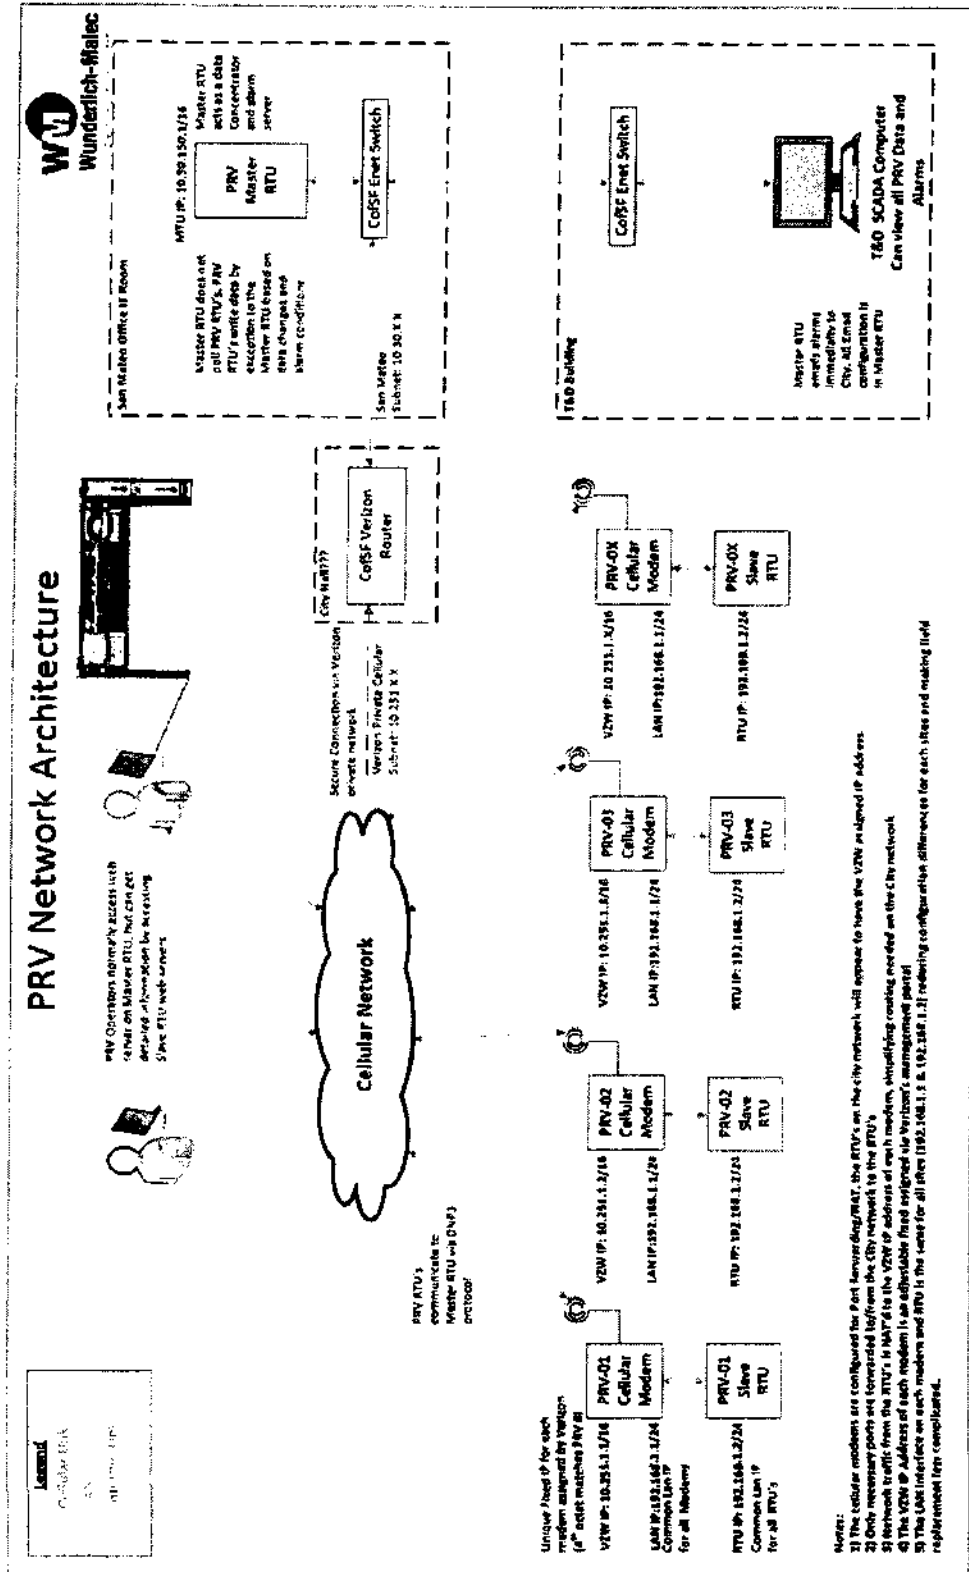 PRV Network Architecture
WU
Wunderlich-Malec
Legend
Cellular Link
PRV Operators normally access web
server on Master RTU, but can get
detailed information by accessing
Slave RTU web servers
San Mateo Office IT Room
MTU IP: 10.30.150.1/16
PRV
Master
RTU
Master RTU
acts as a data
Concentrator
and alarm
server
Master RTU does not
poll PRV RTU's. PRV
RTU's write data by
exception to the
Master RTU based on
data changes and
alarm conditions
CofSF Enet Switch
San Mateo
Subnet: 10.30.X.X
City Hall???
CofSF Verizon
Router
Secure Connection via Verizon
private network
Verizon Private Cellular
Subnet: 10.251.X.X
Cellular Network
PRV RTU's
communicate to
Master RTU via DNP3
protocol
T&O Building
CofSF Enet Switch
Master RTU
emails alarms
immediatly to
City. All Email
configuration is
in Master RTU
T&O SCADA Computer
Can view all PRV Data and
Alarms
Unique Fixed IP for each
modem assigned by Verizon
(4th octet matches PRV #)
VZW IP: 10.251.1.1/16
LAN IP:192.168.1.1/24
Common Lan IP
for all Modems
RTU IP: 192.168.1.2/24
Common Lan IP
for all RTU's
PRV-01
Cellular
Modem
PRV-01
Slave
RTU
VZW IP: 10.251.1.2/16
LAN IP:192.168.1.1/24
RTU IP: 192.168.1.2/24
PRV-02
Cellular
Modem
PRV-02
Slave
RTU
VZW IP: 10.251.1.3/16
LAN IP:192.168.1.1/24
RTU IP: 192.168.1.2/24
PRV-03
Cellular
Modem
PRV-03
Slave
RTU
VZW IP: 10.251.1.X/16
LAN IP:192.168.1.1/24
RTU IP: 192.168.1.2/24
PRV-0X
Cellular
Modem
PRV-0X
Slave
RTU
Notes:
1) The cellular modems are configured for Port Forwarding/NAT, the RTU's on the city network will appear to have the VZW assigned IP address.
2) Only necessary ports are forwarded to/from the City network to the RTU's
3) Network traffic from the RTU's is NAT'd to the VZW IP address of each modem, simplifying routing needed on the City network
4) The VZW IP Address of each modem is an adjustable fixed assigned via Verizon's management portal
5) The LAN interface on each modem and RTU is the same for all sites (192.168.1.1 & 192.168.1.2) reducing configuration differences for each sites and making field
replacement less complicated.